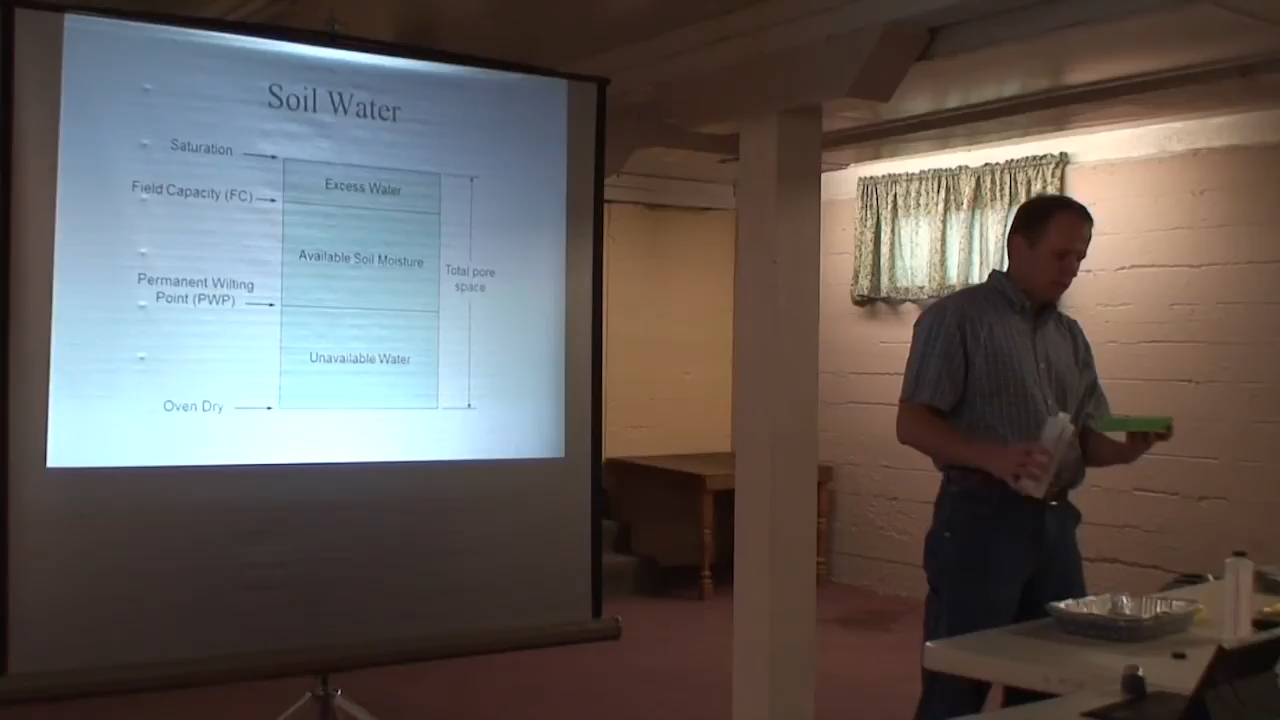 Soil Water
Saturation
Excess Water
Field Capacity (FC)
Available Soil Moisture
Total pore
space
Permanent Wilting
Point (PWP)
Unavailable Water
Oven Dry